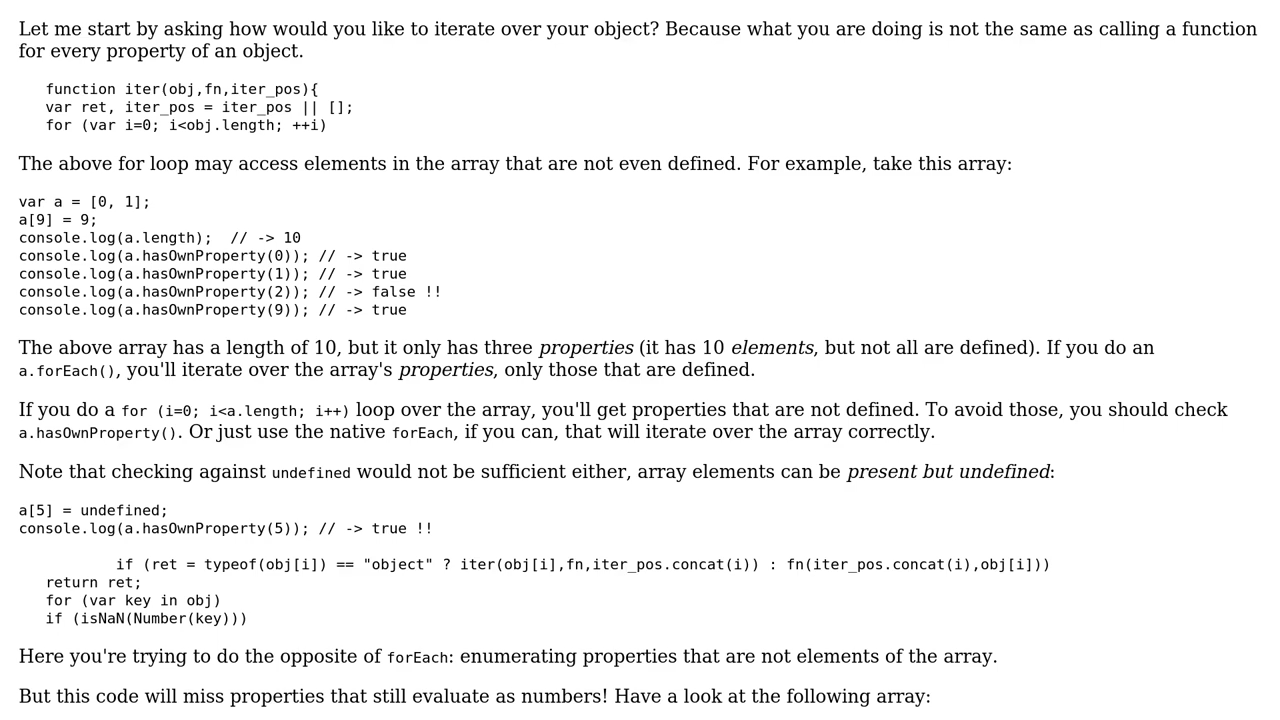 Let me start by asking how would you like to iterate over your object? Because what you are doing is not the same as calling a function
for every property of an object.
function iter(obj,fn,iter_pos){
var ret, iter_pos = iter_pos || [];
for (var i=0; i<obj.length; ++i)
The above for loop may access elements in the array that are not even defined. For example, take this array:
var a = [0, 1];
a[9] = 9;
console.log(a.length);  // -> 10
console.log(a.hasOwnProperty(0)); // -> true
console.log(a.hasOwnProperty(1)); // -> true
console.log(a.hasOwnProperty(2)); // -> false !!
console.log(a.hasOwnProperty(9)); // -> true
The above array has a length of 10, but it only has three properties (it has 10 elements, but not all are defined). If you do an
a.forEach(), you'll iterate over the array's properties, only those that are defined.
If you do a for (i=0; i<a.length; i++) loop over the array, you'll get properties that are not defined. To avoid those, you should check
a.hasOwnProperty(). Or just use the native forEach, if you can, that will iterate over the array correctly.
Note that checking against undefined would not be sufficient either, array elements can be present but undefined:
a[5] = undefined;
console.log(a.hasOwnProperty(5)); // -> true !!
if (ret = typeof(obj[i]) == "object" ? iter(obj[i],fn,iter_pos.concat(i)) : fn(iter_pos.concat(i),obj[i]))
return ret;
for (var key in obj)
if (isNaN(Number(key)))
Here you're trying to do the opposite of forEach: enumerating properties that are not elements of the array.
But this code will miss properties that still evaluate as numbers! Have a look at the following array: